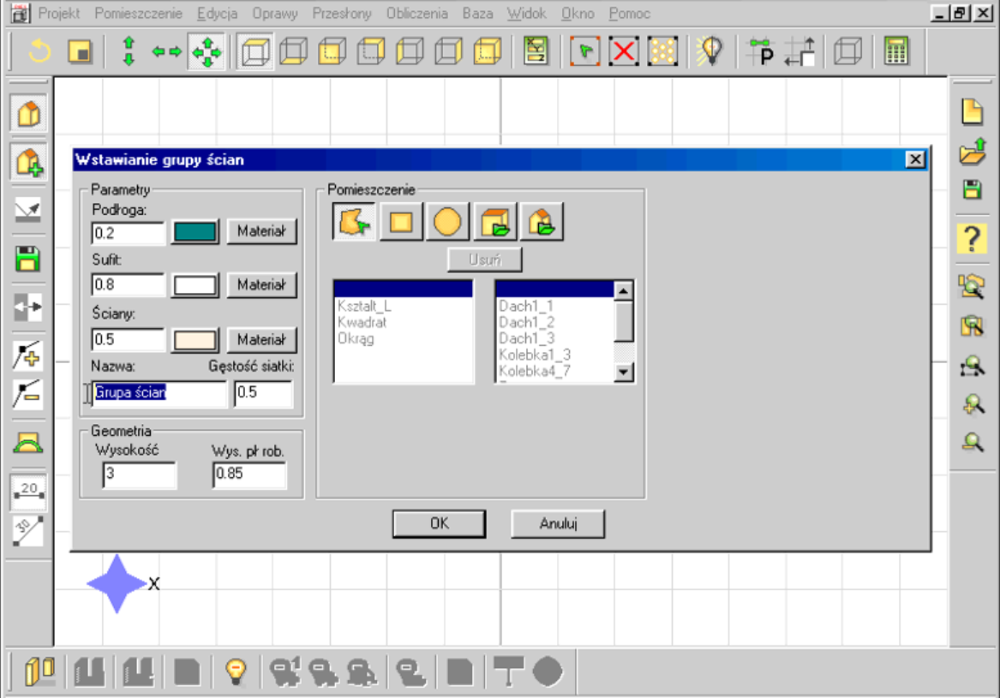 Projekt Pomieszczenie Edycja Oprawy Przesłony Obliczenia Baza Widok Okno Pomoc
P
Wstawianie grupy ścian
Parametry
Podłoga:
0.2 Materiał
Sufit:
0.8 Materiał
Ściany:
0.5 Materiał
Nazwa: Gęstość siatki:
Grupa ścian 0.5
Geometria
Wysokość Wys. pł rob.
3 0.85
Pomieszczenie
Usuń
Kształt_L
Kwadrat
Okrąg
Dach1_1
Dach1_2
Dach1_3
Kolebka1_3
Kolebka4_7
OK Anuluj
?
20
30
X